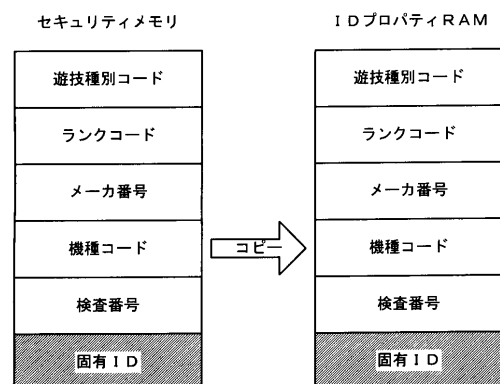 セキュリティメモリ
遊技種別コード
ランクコード
メーカ番号
機種コード
検査番号
固有ID
コピー
IDプロパティRAM
遊技種別コード
ランクコード
メーカ番号
機種コード
検査番号
固有ID